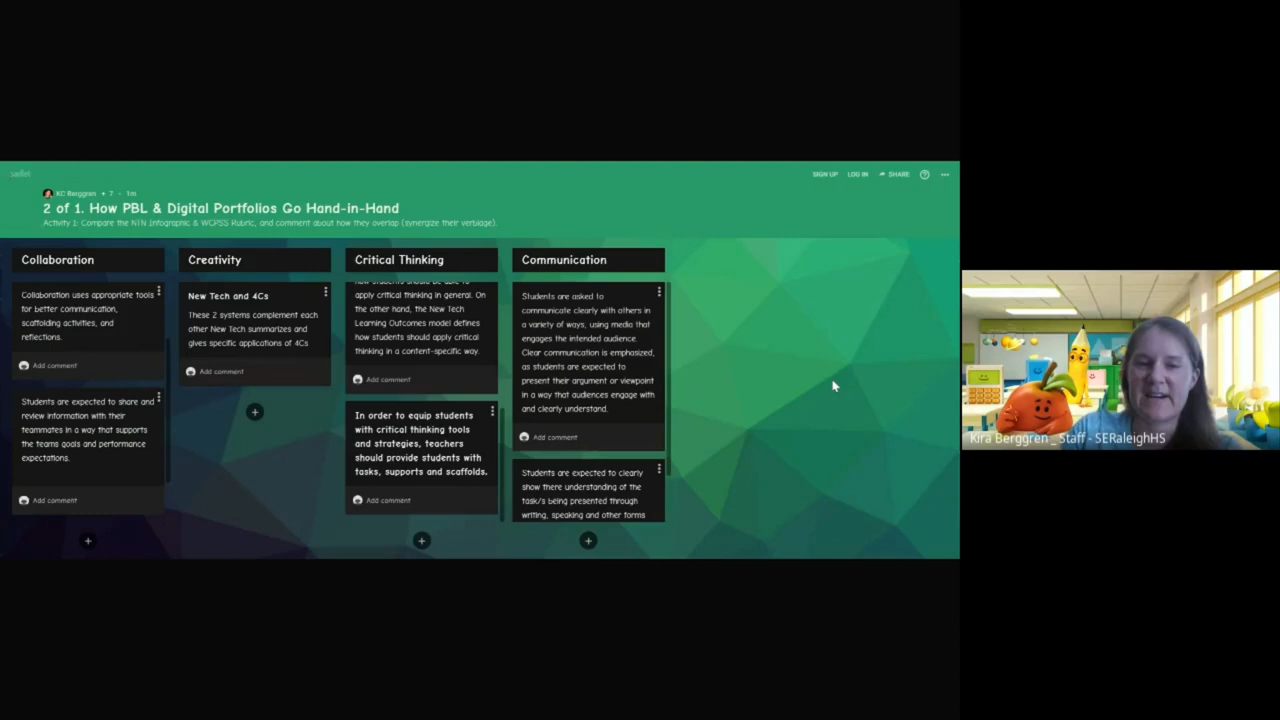 padlet
SIGN UP LOG IN SHARE
KC Berggren + 7 · 1m
2 of 1. How PBL & Digital Portfolios Go Hand-in-Hand
Activity 1: Compare the NTN Infographic & WCPSS Rubric, and comment about how they overlap (synergize their verbiage).
Collaboration
Collaboration uses appropriate tools
for better communication,
scaffolding activities, and
reflections.
Add comment
Students are expected to share and
review information with their
teammates in a way that supports
the teams goals and performance
expectations.
Add comment
Creativity
New Tech and 4Cs
These 2 systems complement each
other New Tech summarizes and
gives specific applications of 4Cs
Add comment
Critical Thinking
how students should be able to
apply critical thinking in general. On
the other hand, the New Tech
Learning Outcomes model defines
how students should apply critical
thinking in a content-specific way.
Add comment
In order to equip students
with critical thinking tools
and strategies, teachers
should provide students with
tasks, supports and scaffolds.
Add comment
Communication
Students are asked to
communicate clearly with others in
a variety of ways, using media that
engages the intended audience.
Clear communication is emphasized,
as students are expected to
present their argument or viewpoint
in a way that audiences engage with
and clearly understand.
Add comment
Students are expected to clearly
show there understanding of the
task/s being presented through
writing, speaking and other forms
Kira Berggren _ Staff - SERaleighHS